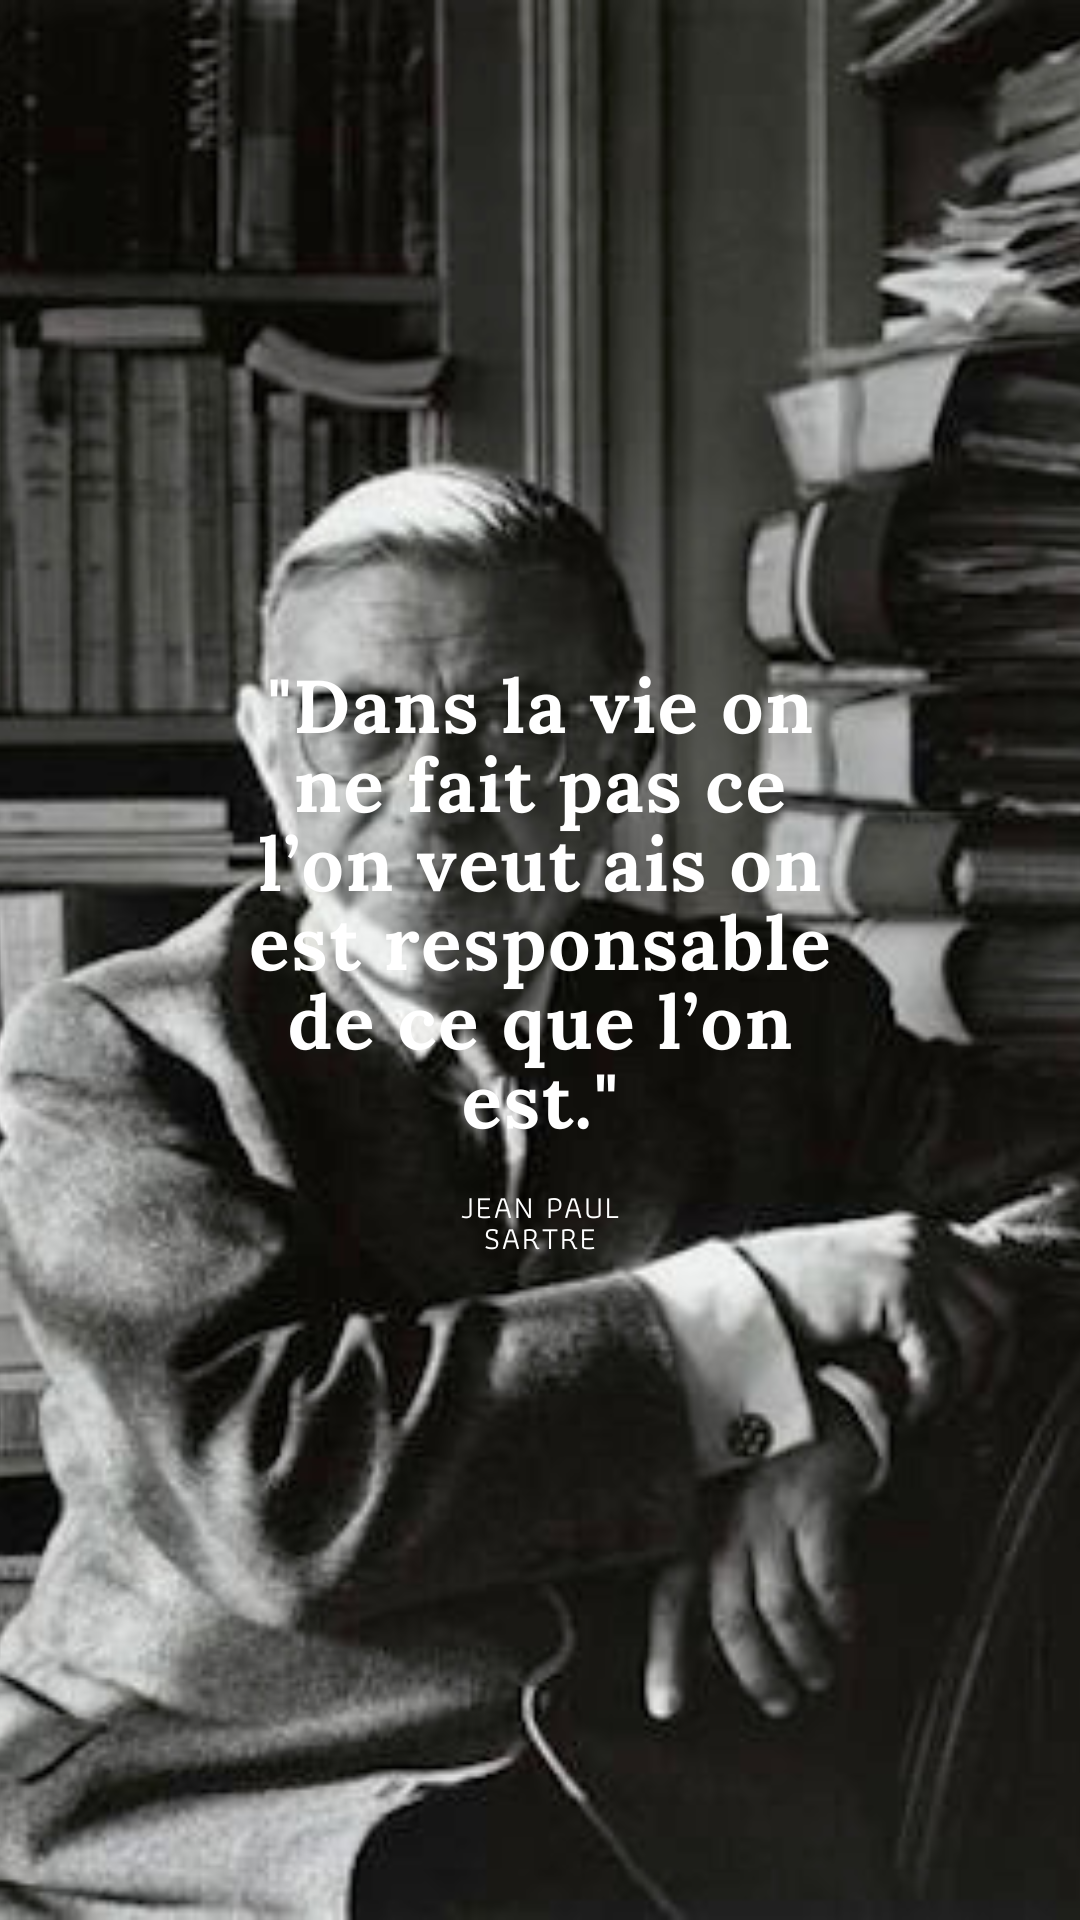 "Dans la vie on
ne fait pas ce
l’on veut ais on
est responsable
de ce que l’on
est."
JEAN PAUL
SARTRE